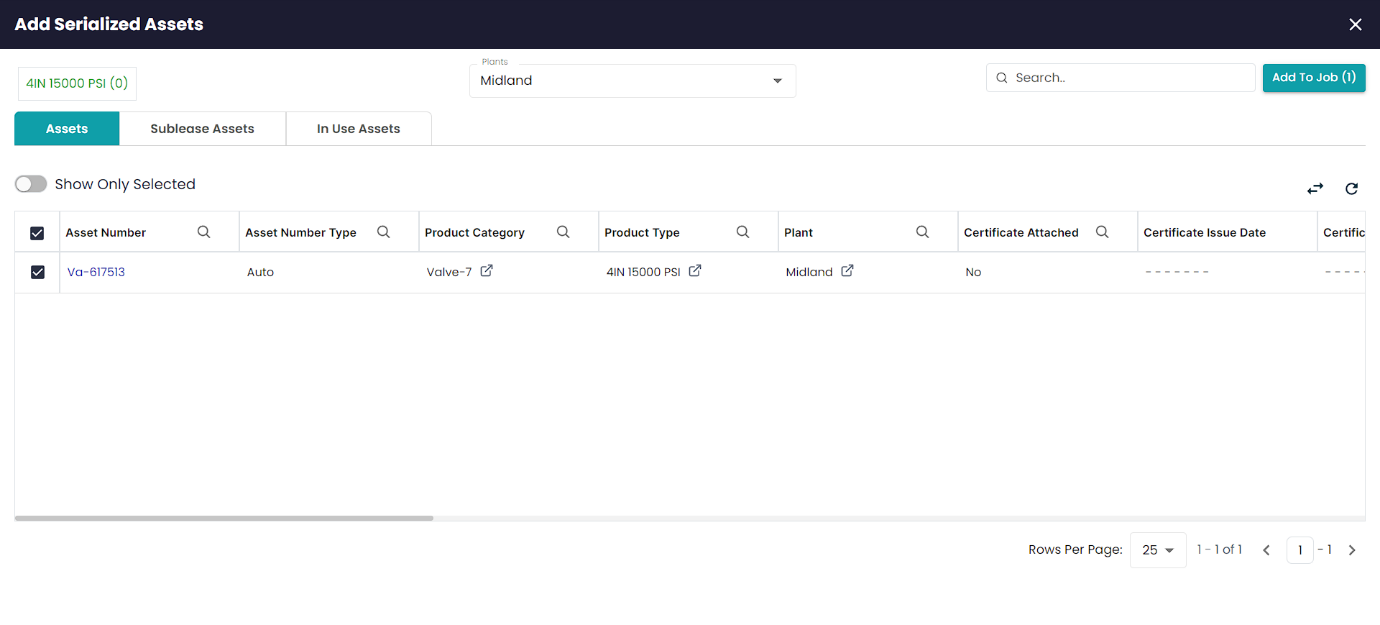 Add Serialized Assets
4IN 15000 PSI (0)
Plants
Midland
Search..
Add To Job (1)
Assets
Sublease Assets
In Use Assets
Show Only Selected
Asset Number
Asset Number Type
Product Category
Product Type
Plant
Certificate Attached
Certificate Issue Date
Certific
Va-617513
Auto
Valve-7
4IN 15000 PSI
Midland
No
- - - - - - -
- - - - -
Rows Per Page:
25
1 - 1 of 1
1
- 1